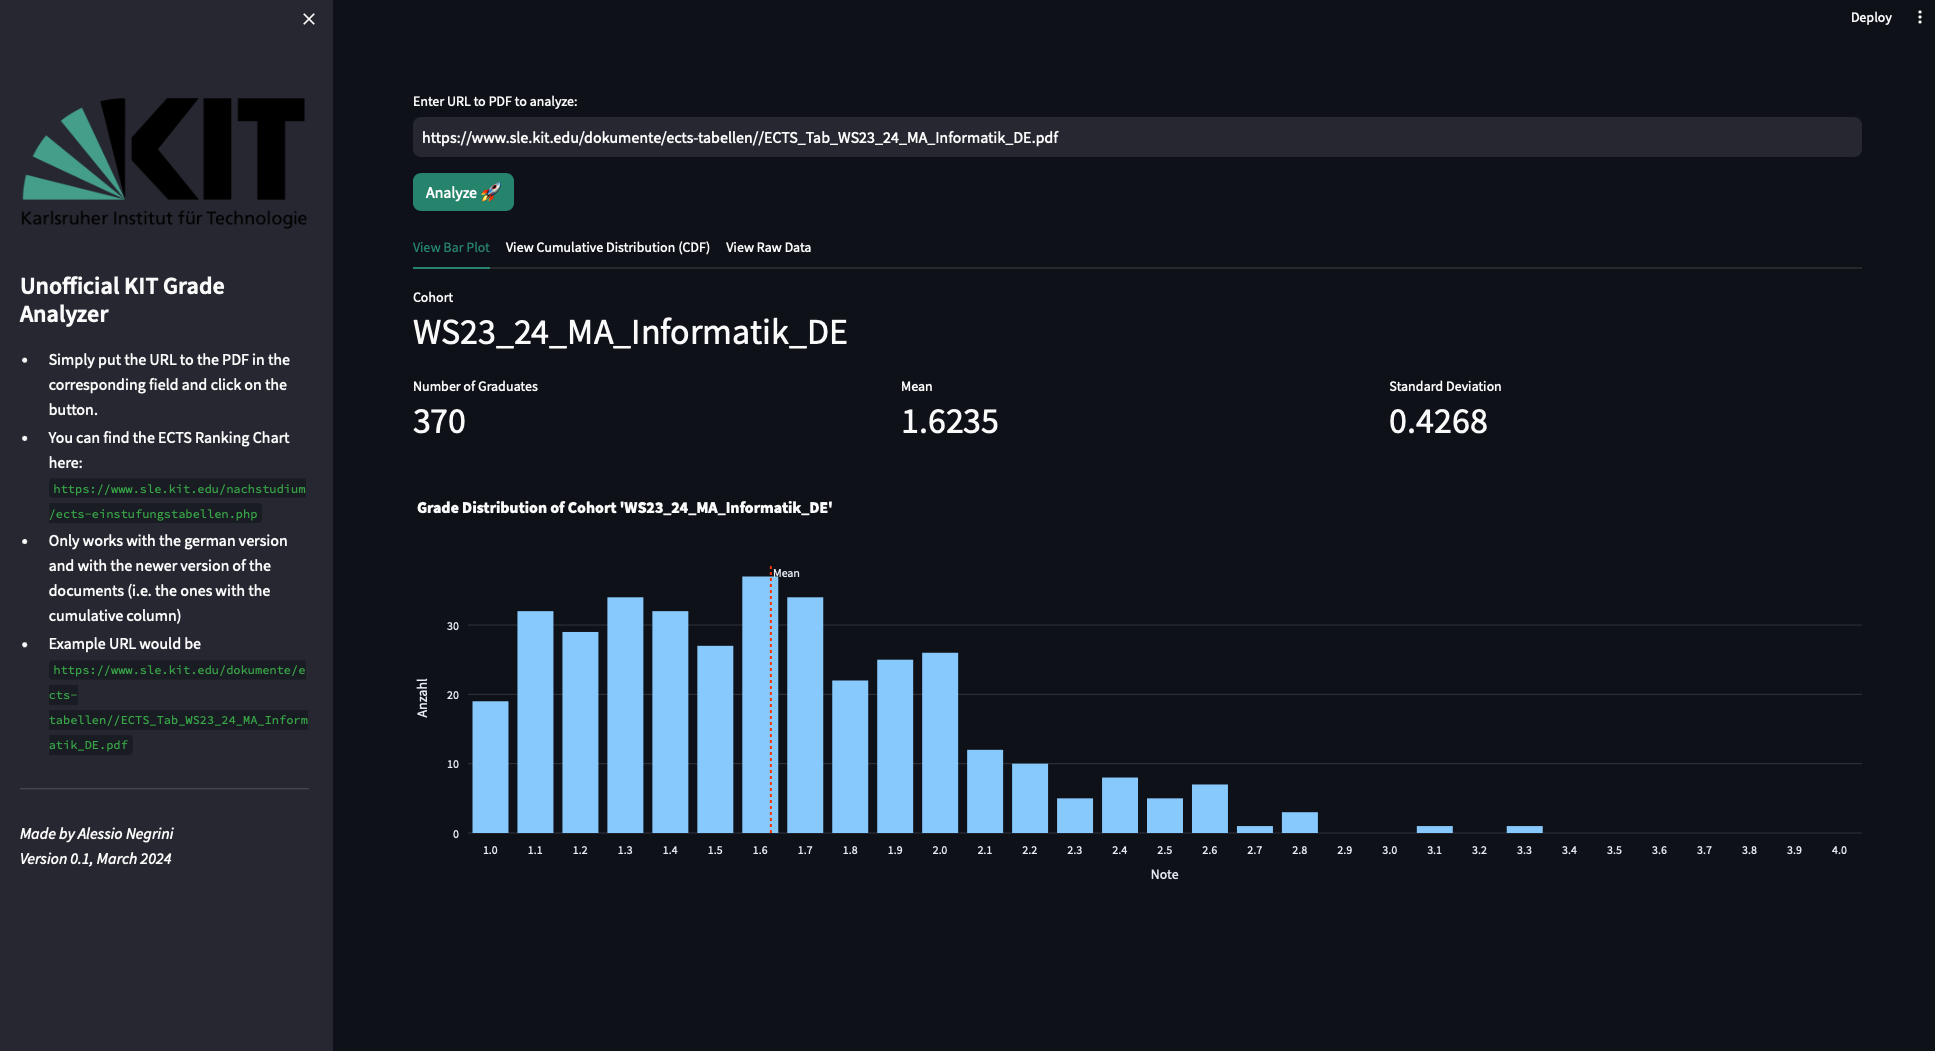 Deploy
KIT
Karlsruher Institut für Technologie
Unofficial KIT Grade
Analyzer
Simply put the URL to the PDF in the
corresponding field and click on the
button.
You can find the ECTS Ranking Chart
here:
https://www.sle.kit.edu/nachstudium
/ects-einstufungstabellen.php
Only works with the german version
and with the newer version of the
documents (i.e. the ones with the
cumulative column)
Example URL would be
https://www.sle.kit.edu/dokumente/e
cts-
tabellen//ECTS_Tab_WS23_24_MA_Inform
atik_DE.pdf
Made by Alessio Negrini
Version 0.1, March 2024
Enter URL to PDF to analyze:
https://www.sle.kit.edu/dokumente/ects-tabellen//ECTS_Tab_WS23_24_MA_Informatik_DE.pdf
Analyze 🚀
View Bar Plot View Cumulative Distribution (CDF) View Raw Data
Cohort
WS23_24_MA_Informatik_DE
Number of Graduates Mean Standard Deviation
370 1.6235 0.4268
Grade Distribution of Cohort 'WS23_24_MA_Informatik_DE'
Mean
30
20
10
0
Anzahl
1.0 1.1 1.2 1.3 1.4 1.5 1.6 1.7 1.8 1.9 2.0 2.1 2.2 2.3 2.4 2.5 2.6 2.7 2.8 2.9 3.0 3.1 3.2 3.3 3.4 3.5 3.6 3.7 3.8 3.9 4.0
Note